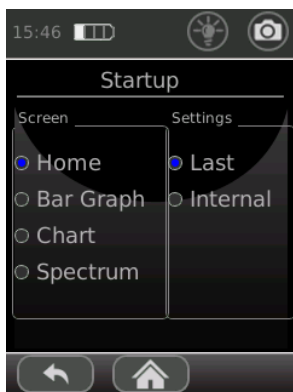 15:46
Startup
Screen
Settings
Home
Last
Bar Graph
Internal
Chart
Spectrum